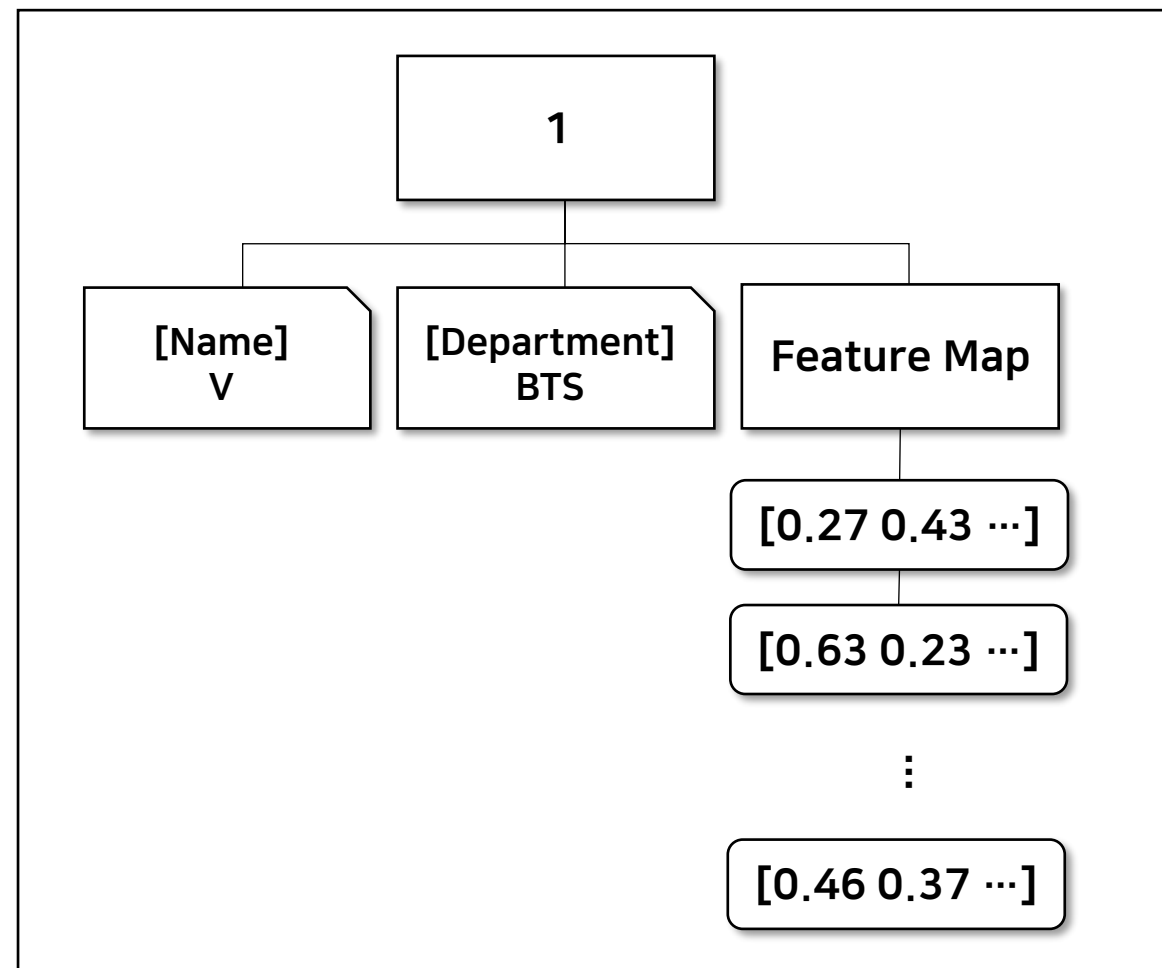 1
[Name]
V
[Department]
BTS
Feature Map
[0.27 0.43 ···]
[0.63 0.23 ···]
⋮
[0.46 0.37 ···]